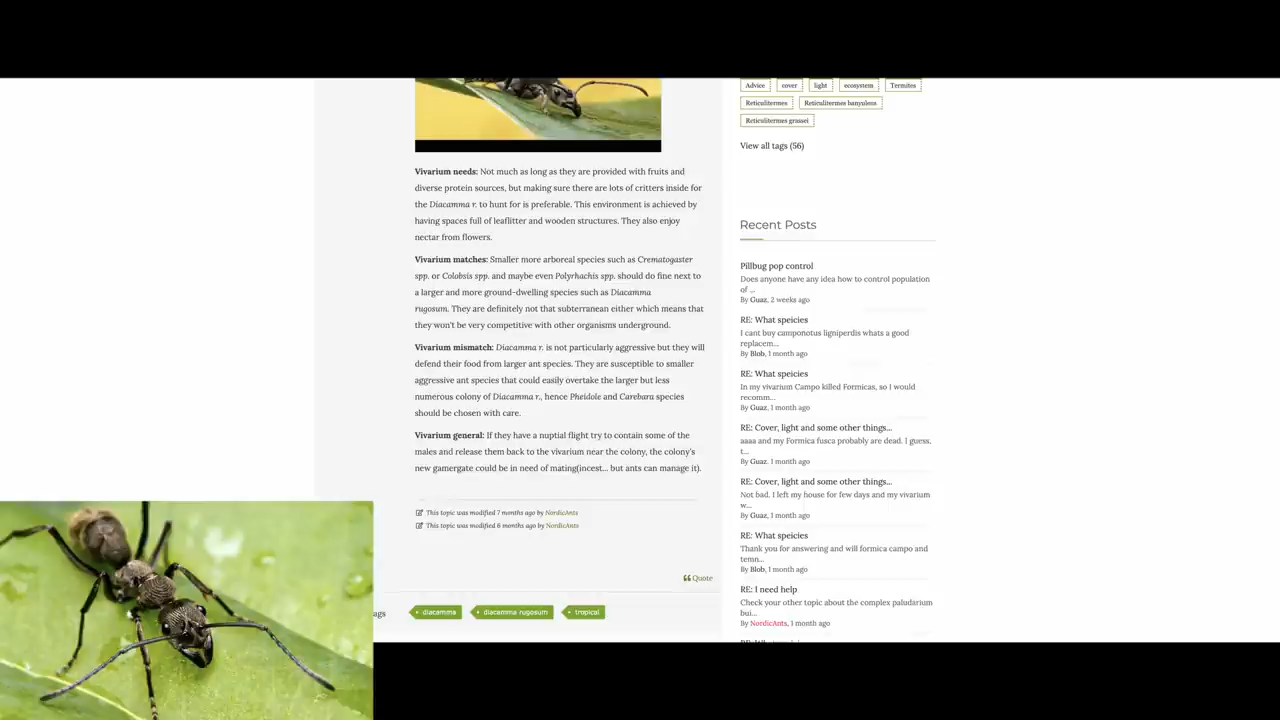 Vivarium needs: Not much as long as they are provided with fruits and
diverse protein sources, but making sure there are lots of critters inside for
the Diacamma r. to hunt for is preferable. This environment is achieved by
having spaces full of leaflitter and wooden structures. They also enjoy
nectar from flowers.
Vivarium matches: Smaller more arboreal species such as Crematogaster
spp. or Colobsis spp. and maybe even Polyrhachis spp. should do fine next to
a larger and more ground-dwelling species such as Diacamma
rugosum. They are definitely not that subterranean either which means that
they won't be very competitive with other organisms underground.
Vivarium mismatch: Diacamma r. is not particularly aggressive but they will
defend their food from larger ant species. They are susceptible to smaller
aggressive ant species that could easily overtake the larger but less
numerous colony of Diacamma r., hence Pheidole and Carebara species
should be chosen with care.
Vivarium general: If they have a nuptial flight try to contain some of the
males and release them back to the vivarium near the colony, the colony's
new gamergate could be in need of mating(incest... but ants can manage it).
This topic was modified 7 months ago by NordicAnts
This topic was modified 6 months ago by NordicAnts
Quote
ags
diacamma
diacamma rugosum
tropical
Advice
cover
light
ecosystem
Termites
Reticulitermes
Reticulitermes banyulens
Reticulitermes grassei
View all tags (56)
Recent Posts
Pillbug pop control
Does anyone have any idea how to control population
of ...
By Guaz, 2 weeks ago
RE: What speicies
I cant buy camponotus ligniperdis whats a good
replacem...
By Blob, 1 month ago
RE: What speicies
In my vivarium Campo killed Formicas, so I would
recomm...
By Guaz, 1 month ago
RE: Cover, light and some other things...
aaaa and my Formica fusca probably are dead. I guess,
t...
By Guaz, 1 month ago
RE: Cover, light and some other things...
Not bad. I left my house for few days and my vivarium
w...
By Guaz, 1 month ago
RE: What speicies
Thank you for answering and will formica campo and
temn...
By Blob, 1 month ago
RE: I need help
Check your other topic about the complex paludarium
bui...
By NordicAnts, 1 month ago